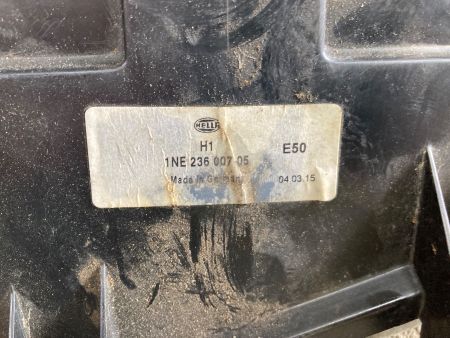 HELLA
H1
1NE 236 007-05 E50
Made in Germany 04.03.15